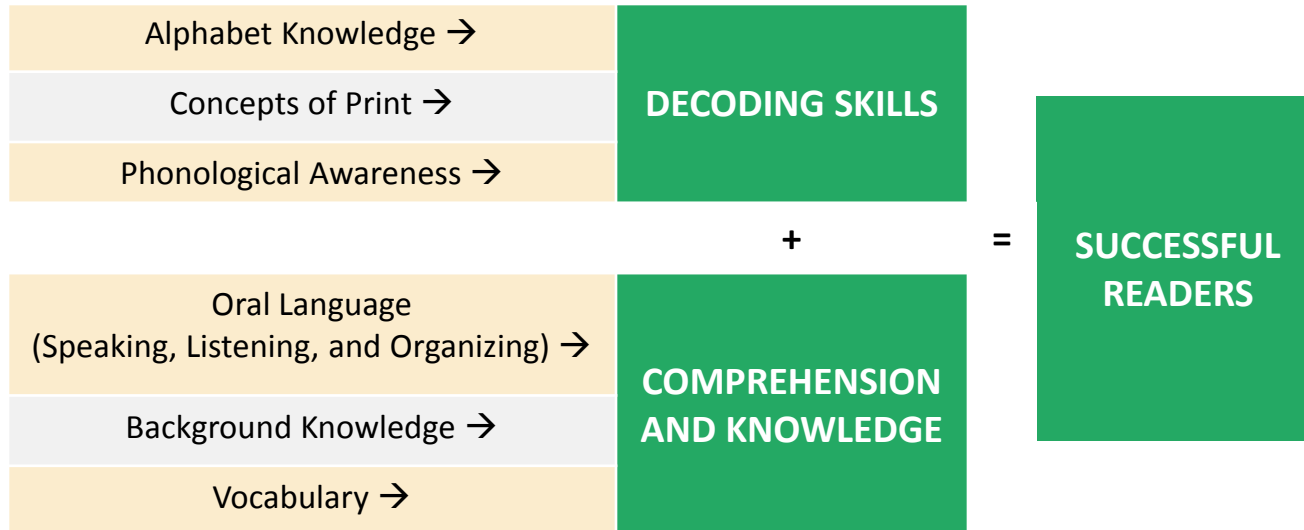 Alphabet Knowledge →
Concepts of Print →
Phonological Awareness →
DECODING SKILLS
+
Oral Language
(Speaking, Listening, and Organizing) →
Background Knowledge →
Vocabulary →
COMPREHENSION
AND KNOWLEDGE
=
SUCCESSFUL
READERS